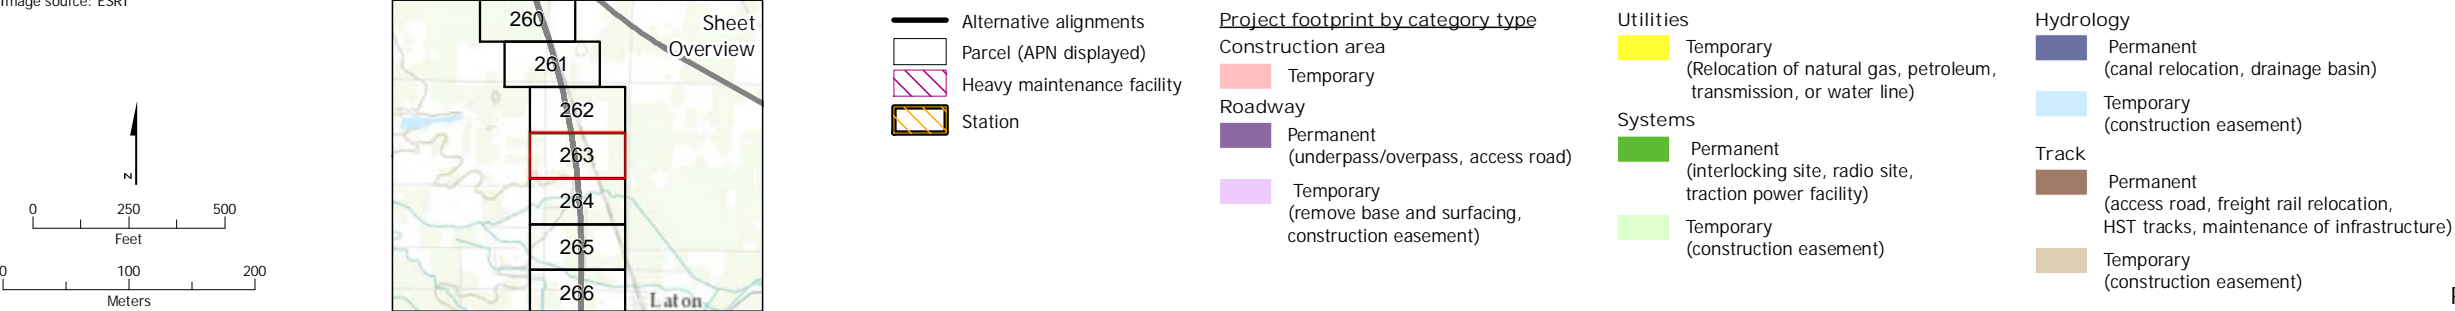 Image source: ESRI
N
0 250 500
Feet
0 100 200
Meters
Sheet
Overview
260
261
262
263
264
265
266
Laton
Alternative alignments
Parcel (APN displayed)
Heavy maintenance facility
Station
Project footprint by category type
Construction area
Temporary
Roadway
Permanent
(underpass/overpass, access road)
Temporary
(remove base and surfacing,
construction easement)
Utilities
Temporary
(Relocation of natural gas, petroleum,
transmission, or water line)
Systems
Permanent
(interlocking site, radio site,
traction power facility)
Temporary
(construction easement)
Hydrology
Permanent
(canal relocation, drainage basin)
Temporary
(construction easement)
Track
Permanent
(access road, freight rail relocation,
HST tracks, maintenance of infrastructure)
Temporary
(construction easement)